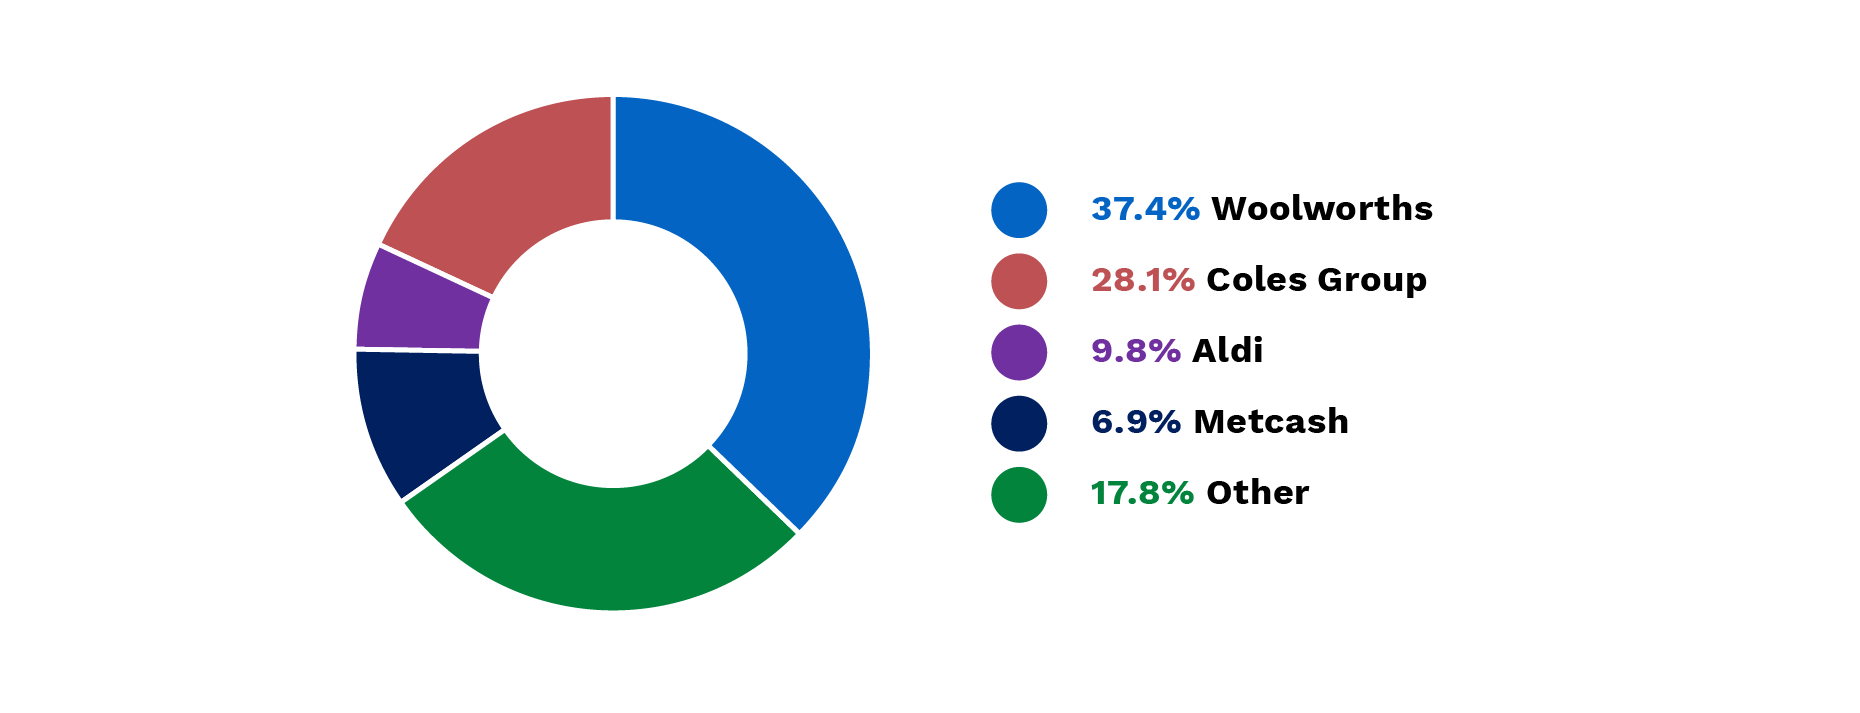 37.4% Woolworths
28.1% Coles Group
9.8% Aldi
6.9% Metcash
17.8% Other